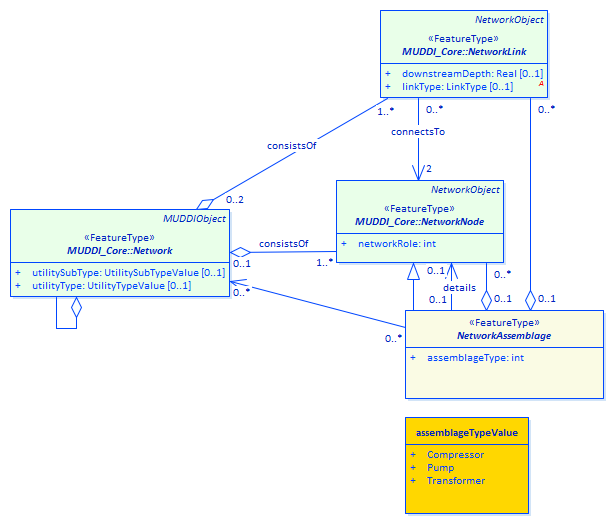 NetworkObject
«FeatureType»
MUDDI_Core::NetworkLink
+ downstreamDepth: Real [0..1]
+ linkType: LinkType [0..1]
A
1..*
0..*
0..*
connectsTo
consistsOf
2
0..2
NetworkObject
«FeatureType»
MUDDI_Core::NetworkNode
+ networkRole: int
MUDDIObject
«FeatureType»
MUDDI_Core::Network
+ utilitySubType: UtilitySubTypeValue [0..1]
+ utilityType: UtilityTypeValue [0..1]
consistsOf
0..1
1..*
0..1
0..*
details
0..*
0..1
0..1
0..1
0..*
«FeatureType»
NetworkAssemblage
+ assemblageType: int
assemblageTypeValue
+ Compressor
+ Pump
+ Transformer